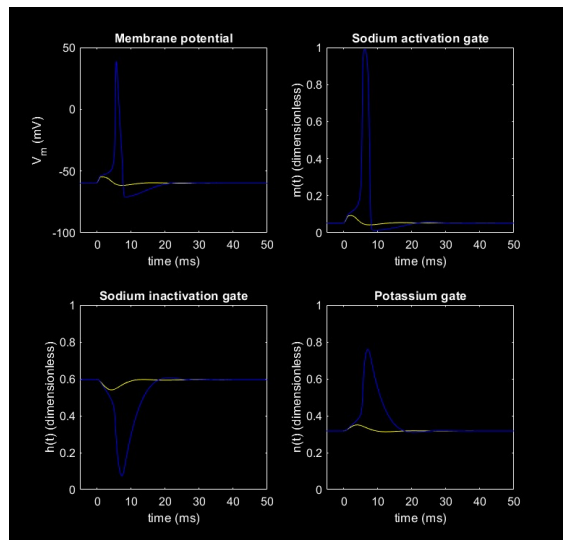 Membrane potential
50
0
-50
-100
V_m (mV)
0 10 20 30 40 50
time (ms)
Sodium activation gate
1
0.8
0.6
0.4
0.2
0
m(t) (dimensionless)
0 10 20 30 40 50
time (ms)
Sodium inactivation gate
1
0.8
0.6
0.4
0.2
0
h(t) (dimensionless)
0 10 20 30 40 50
time (ms)
Potassium gate
1
0.8
0.6
0.4
0.2
0
n(t) (dimensionless)
0 10 20 30 40 50
time (ms)